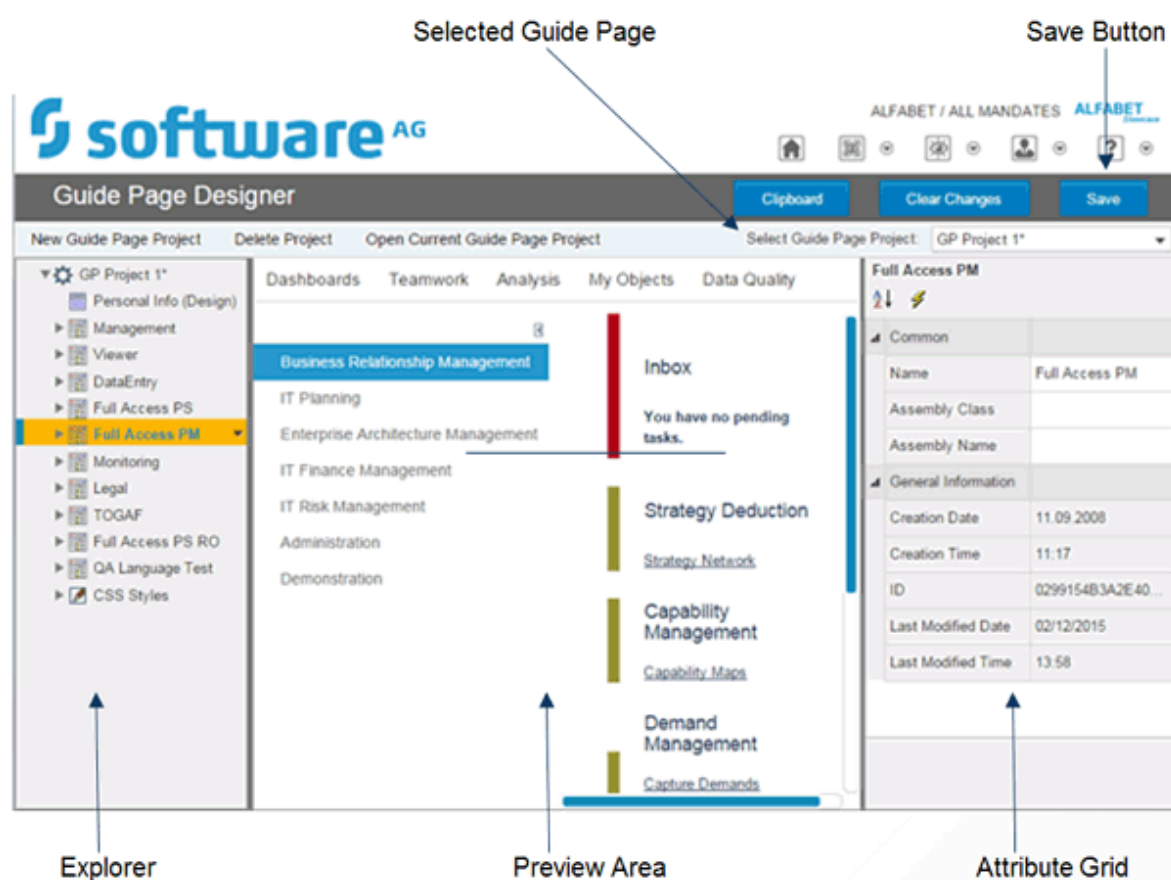 Selected Guide Page
Save Button
software AG
ALFABET / ALL MANDATES
ALFABET
Guide Page Designer
Clipboard
Clear Changes
Save
New Guide Page Project
Delete Project
Open Current Guide Page Project
Select Guide Page Project:
GP Project 1*
GP Project 1*
Personal Info (Design)
Management
Viewer
DataEntry
Full Access PS
Full Access PM
Monitoring
Legal
TOGAF
Full Access PS RO
QA Language Test
CSS Styles
Dashboards
Teamwork
Analysis
My Objects
Data Quality
Business Relationship Management
IT Planning
Enterprise Architecture Management
IT Finance Management
IT Risk Management
Administration
Demonstration
Inbox
You have no pending
tasks.
Strategy Deduction
Strategy Network
Capability
Management
Capability Maps
Demand
Management
Capture Demands
Full Access PM
Common
Name
Full Access PM
Assembly Class
Assembly Name
General Information
Creation Date
11.09.2008
Creation Time
11:17
ID
0299154B3A2E40...
Last Modified Date
02/12/2015
Last Modified Time
13:58
Explorer
Preview Area
Attribute Grid